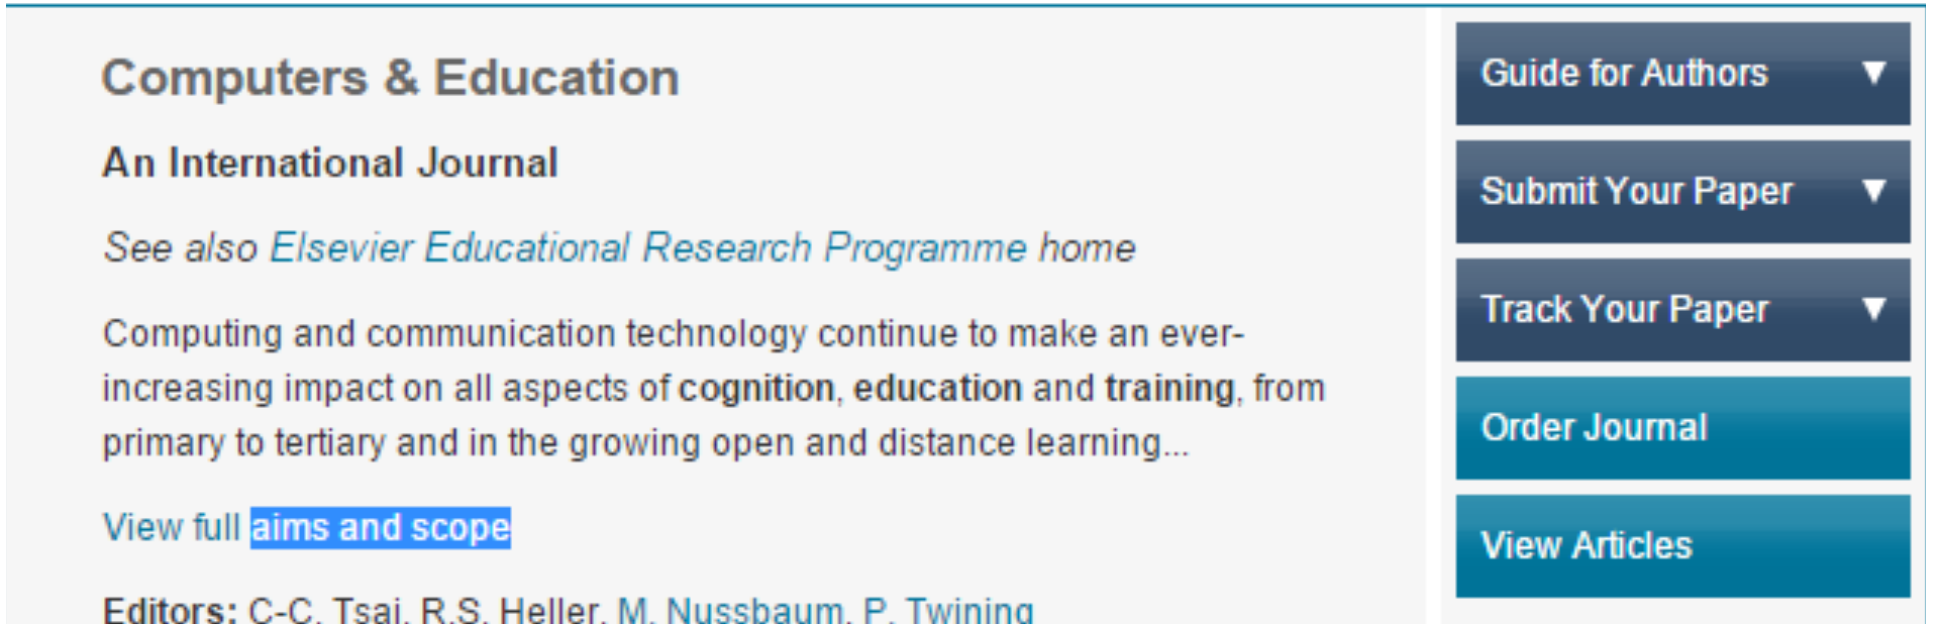 Computers & Education
An International Journal
See also Elsevier Educational Research Programme home
Computing and communication technology continue to make an ever-
increasing impact on all aspects of cognition, education and training, from
primary to tertiary and in the growing open and distance learning...
View full aims and scope
Editors: C-C. Tsai, R.S. Heller, M. Nussbaum, P. Twining
Guide for Authors
Submit Your Paper
Track Your Paper
Order Journal
View Articles